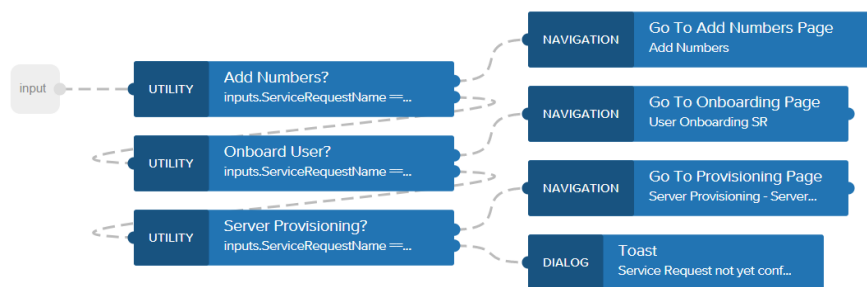 Go To Add Numbers Page
NAVIGATION
Add Numbers
input
UTILITY
Add Numbers?
inputs.ServiceRequestName ==...
Go To Onboarding Page
NAVIGATION
User Onboarding SR
UTILITY
Onboard User?
inputs.ServiceRequestName ==...
Go To Provisioning Page
NAVIGATION
Server Provisioning - Server...
UTILITY
Server Provisioning?
inputs.ServiceRequestName ==...
DIALOG
Toast
Service Request not yet conf...